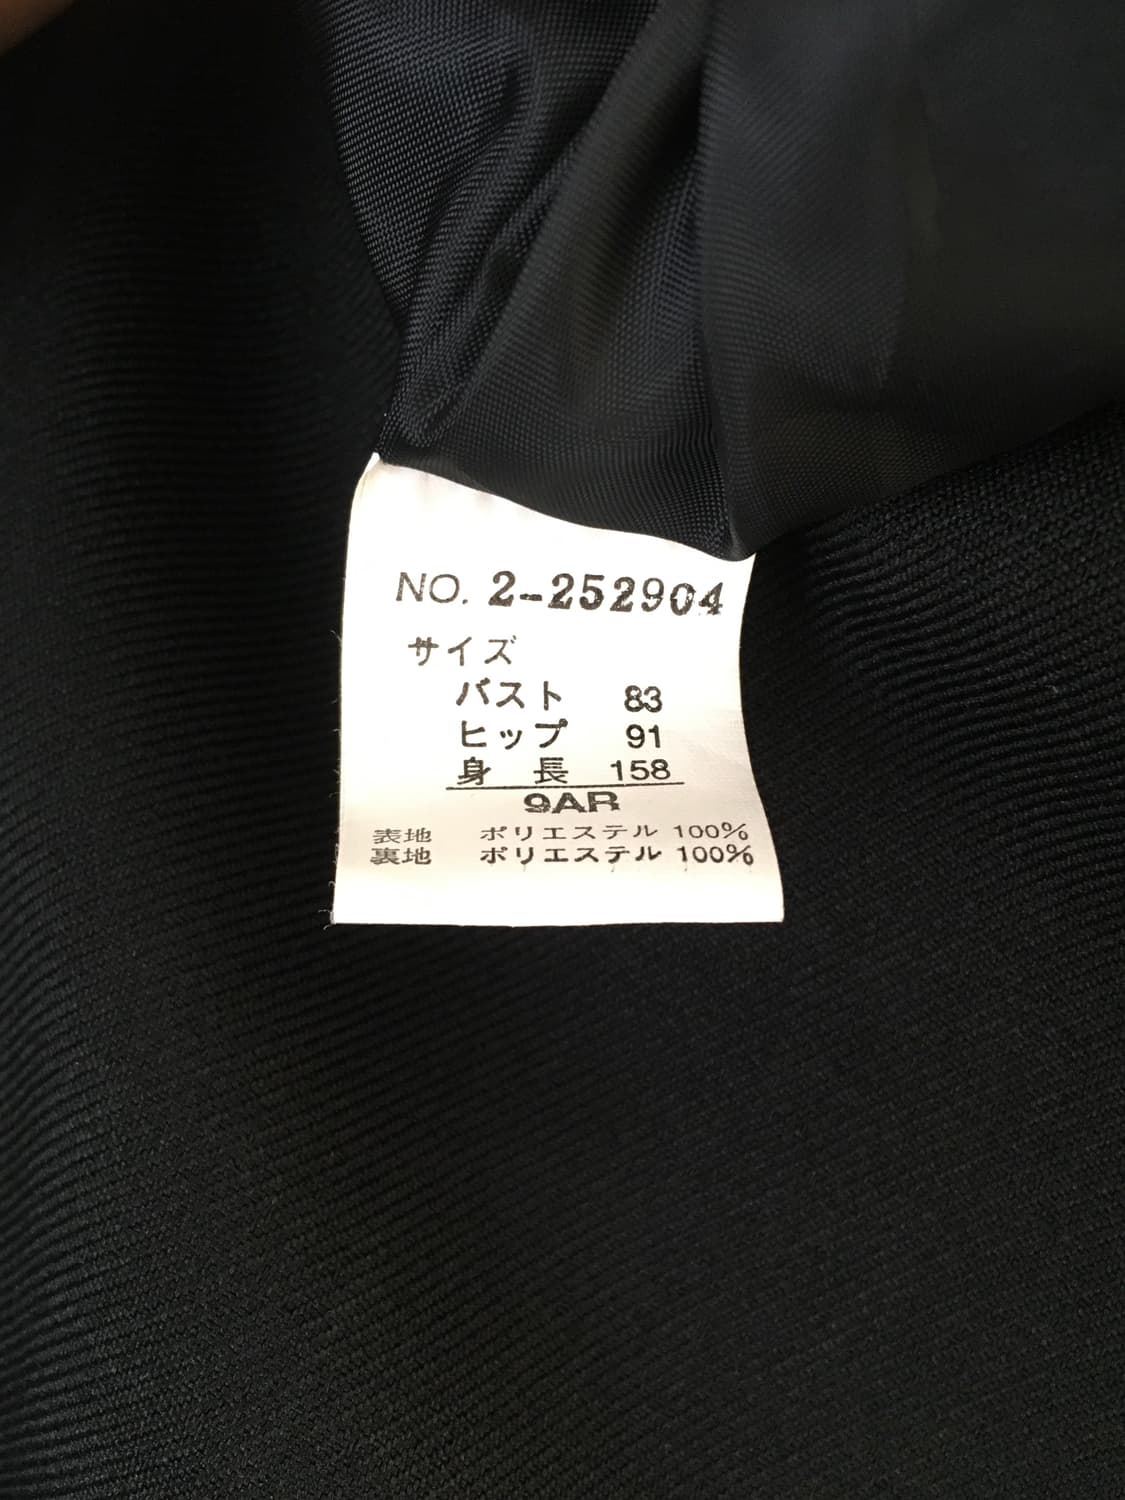 NO. 2-252904
サイズ
バスト 83
ヒップ 91
身長 158
9AR
表地 ポリエステル 100%
裏地 ポリエステル 100%